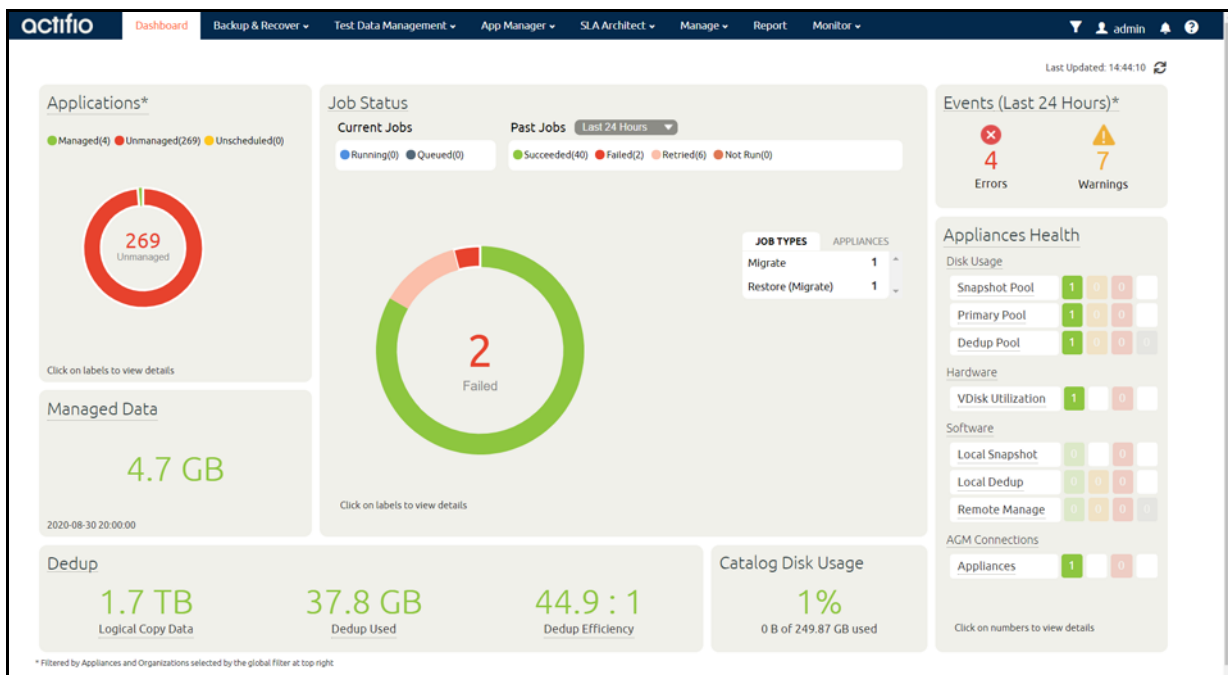 actifio Dashboard Backup & Recover Test Data Management App Manager SLA Architect Manage Report Monitor admin
Last Updated: 14:44:10
Applications*
Managed(4) Unmanaged(269) Unscheduled(0)
269
Unmanaged
Click on labels to view details
Job Status
Current Jobs
Running(0) Queued(0)
Past Jobs Last 24 Hours
Succeeded(40) Failed(2) Retried(6) Not Run(0)
JOB TYPES APPLIANCES
Migrate 1
Restore (Migrate) 1
2
Failed
Click on labels to view details
Events (Last 24 Hours)*
4 7
Errors Warnings
Managed Data
4.7 GB
2020-08-30 20:00:00
Appliances Health
Disk Usage
Snapshot Pool 1 0 0
Primary Pool 1 0 0
Dedup Pool 1 0 0 0
Hardware
VDisk Utilization 1 0
Software
Local Snapshot 0 0
Local Dedup 0 0 0
Remote Manage 0 0 0 0
AGM Connections
Appliances 1 0
Click on numbers to view details
Dedup
1.7 TB 37.8 GB 44.9 : 1
Logical Copy Data Dedup Used Dedup Efficiency
Catalog Disk Usage
1%
0 B of 249.87 GB used
* Filtered by Appliances and Organizations selected by the global filter at top right